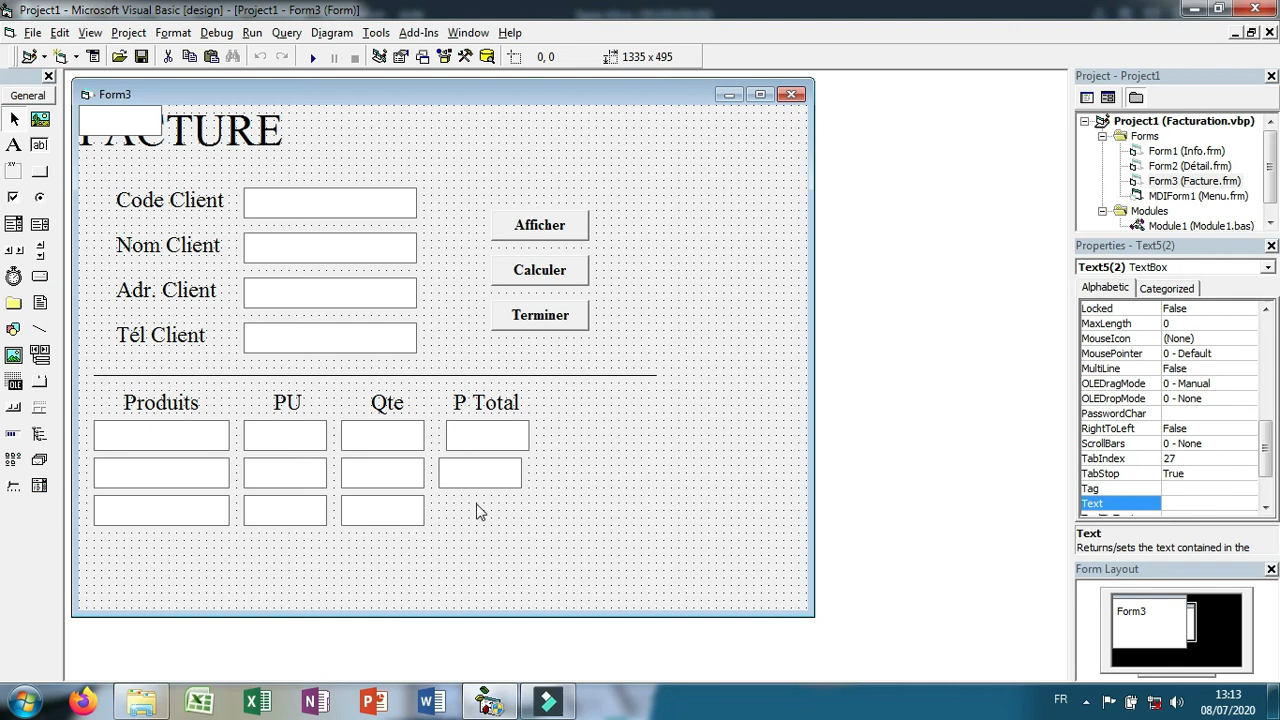 Project1 - Microsoft Visual Basic [design] - [Project1 - Form3 (Form)]
File Edit View Project Format Debug Run Query Diagram Tools Add-Ins Window Help
0, 0 1335 x 495
General
Form3
FACTURE
Code Client
Nom Client
Adr. Client
Tél Client
Afficher
Calculer
Terminer
Produits PU Qte P Total
Project - Project1
Project1 (Facturation.vbp)
Forms
Form1 (Info.frm)
Form2 (Détail.frm)
Form3 (Facture.frm)
MDIForm1 (Menu.frm)
Modules
Module1 (Module1.bas)
Properties - Text5(2)
Text5(2) TextBox
Alphabetic Categorized
Locked False
MaxLength 0
MouseIcon (None)
MousePointer 0 - Default
MultiLine False
OLEDragMode 0 - Manual
OLEDropMode 0 - None
PasswordChar
RightToLeft False
ScrollBars 0 - None
TabIndex 27
TabStop True
Tag
Text
Text
Returns/sets the text contained in the
Form Layout
Form3
FR
13:13
08/07/2020